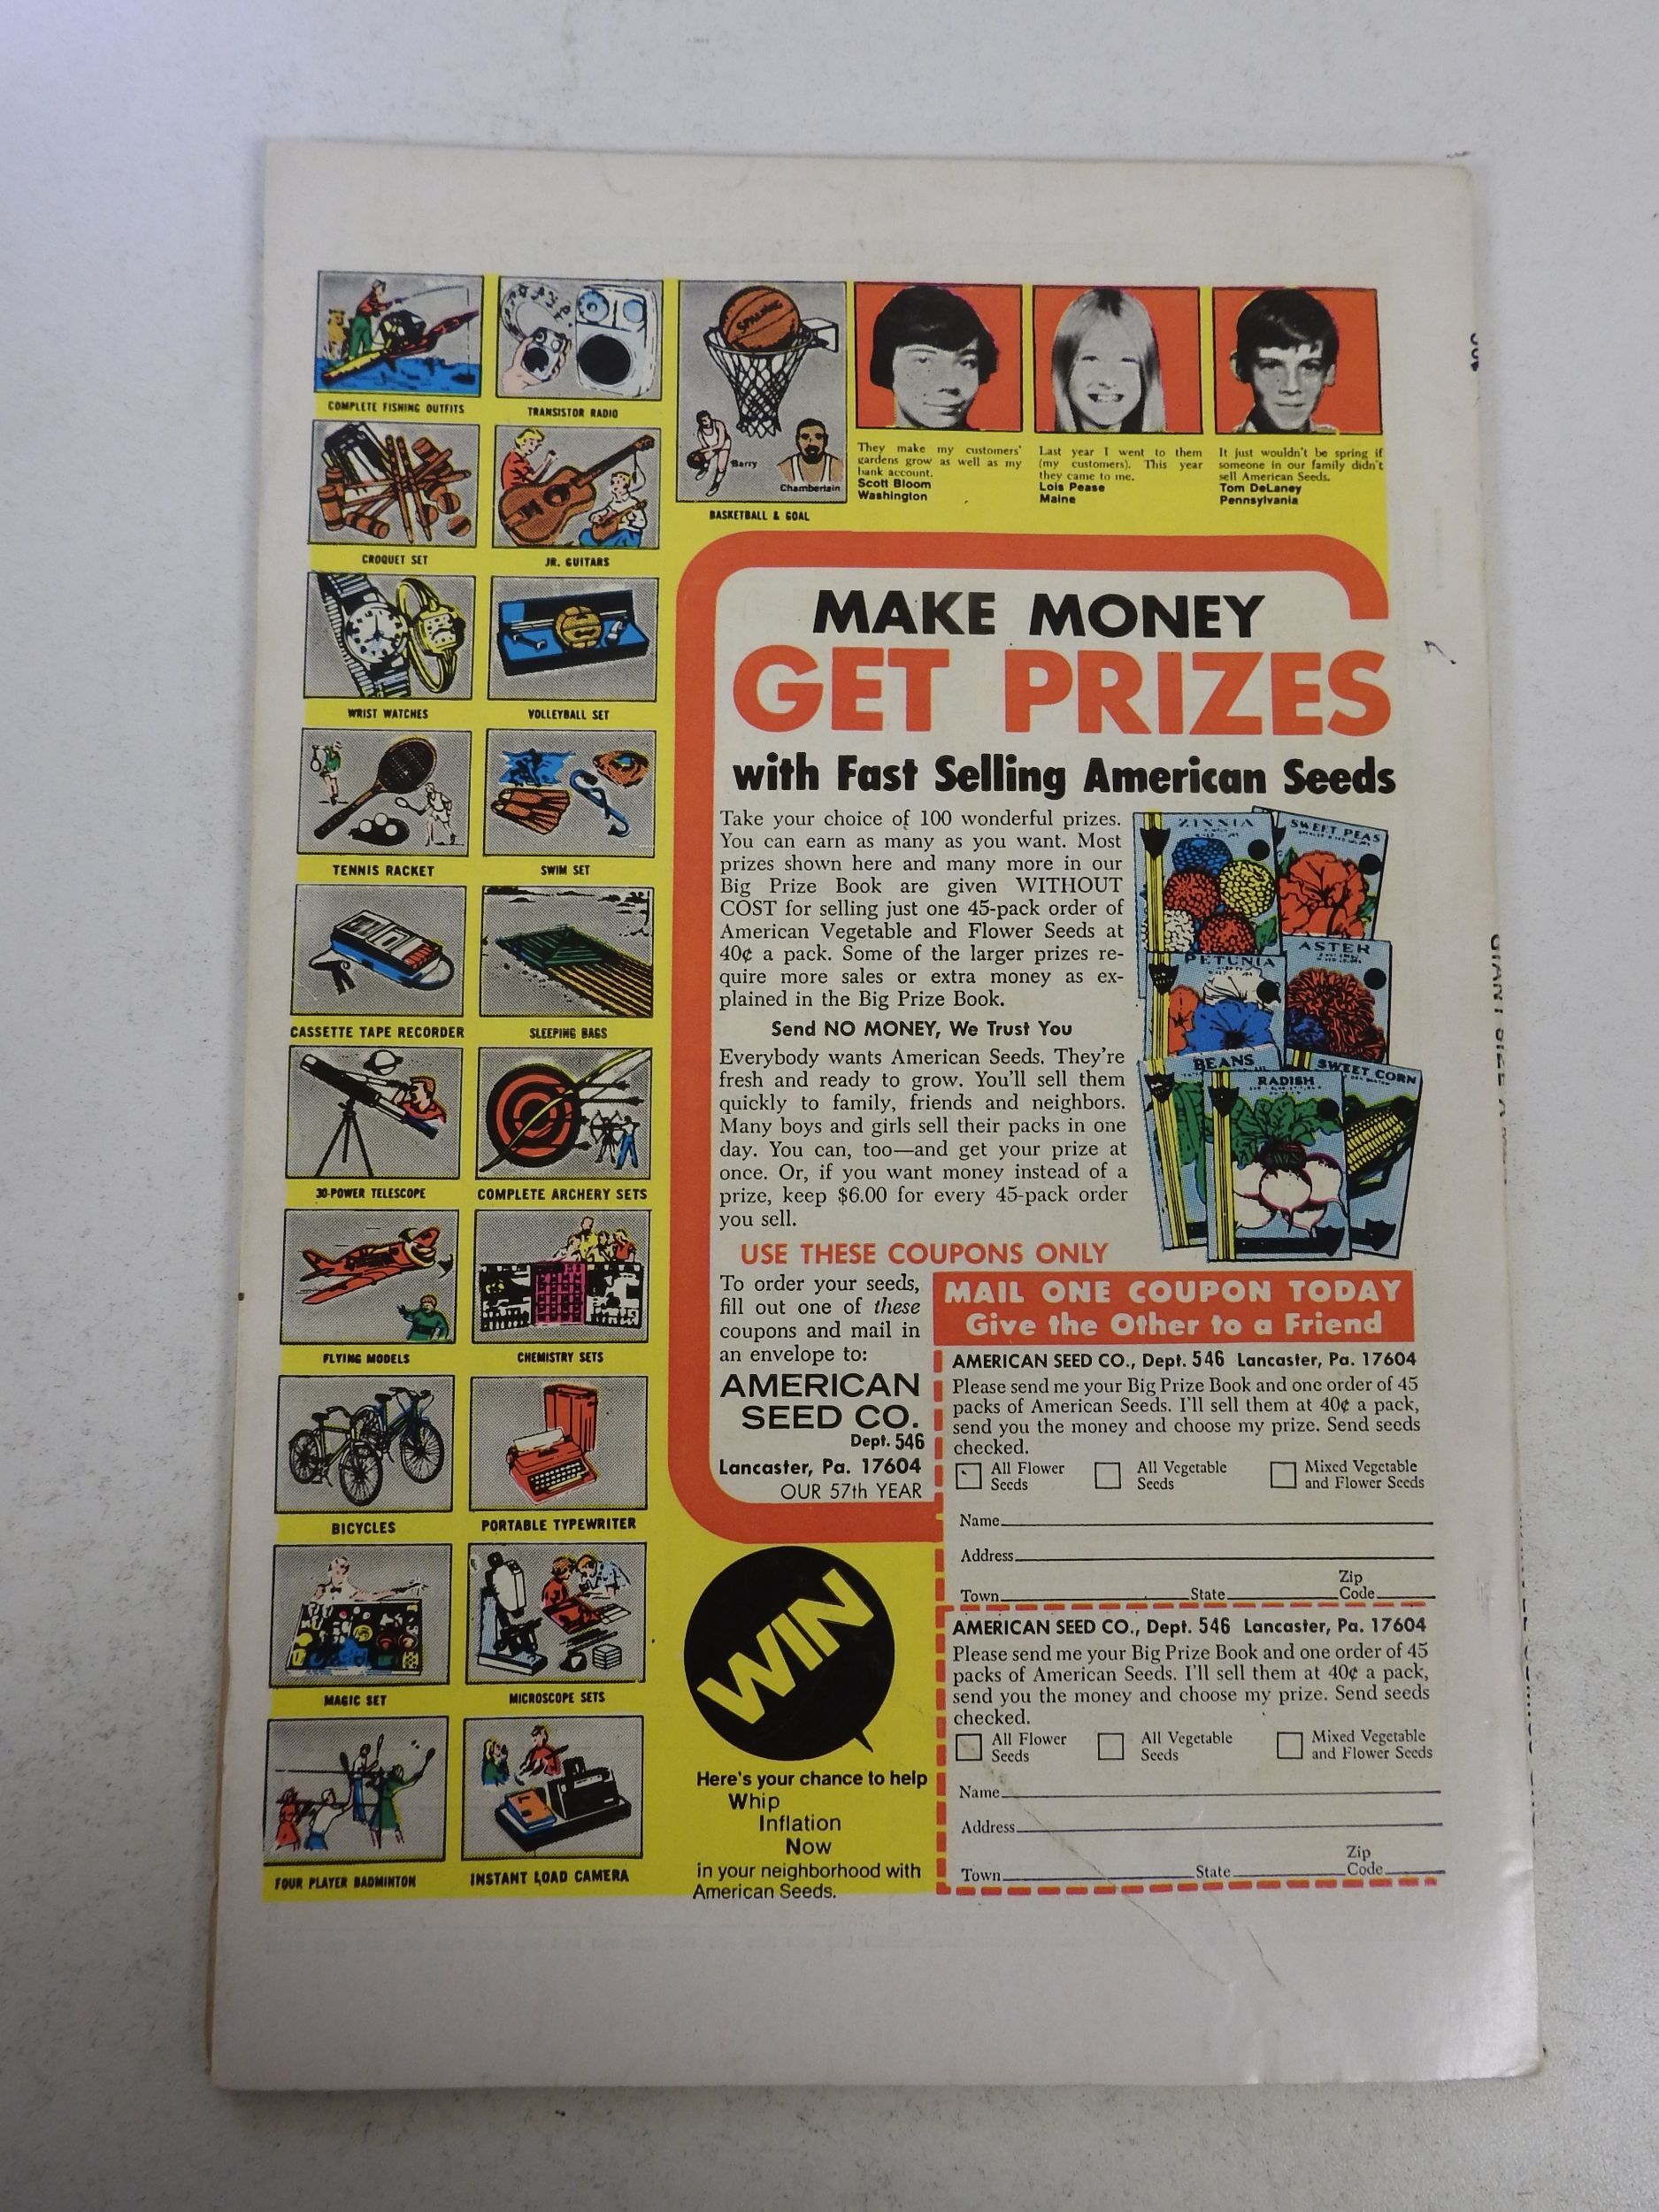 COMPLETE FISHING OUTFITS
TRANSISTOR RADIO
SPALDING
Barry
Chamberlain
BASKETBALL & GOAL
They make my customers'
gardens grow as well as my
bank account.
Scott Bloom
Washington
Last year I went to them
(my customers). This year
they came to me.
Lois Pease
Maine
It just wouldn't be spring if
someone in our family didn't
sell American Seeds.
Tom DeLaney
Pennsylvania
CROQUET SET
JR. GUITARS
WRIST WATCHES
VOLLEYBALL SET
TENNIS RACKET
SWIM SET
CASSETTE TAPE RECORDER
SLEEPING BAGS
30-POWER TELESCOPE
COMPLETE ARCHERY SETS
FLYING MODELS
CHEMISTRY SETS
BICYCLES
PORTABLE TYPEWRITER
MAGIC SET
MICROSCOPE SETS
FOUR PLAYER BADMINTON
INSTANT LOAD CAMERA
MAKE MONEY
GET PRIZES
with Fast Selling American Seeds
Take your choice of 100 wonderful prizes.
You can earn as many as you want. Most
prizes shown here and many more in our
Big Prize Book are given WITHOUT
COST for selling just one 45-pack order of
American Vegetable and Flower Seeds at
40¢ a pack. Some of the larger prizes re-
quire more sales or extra money as ex-
plained in the Big Prize Book.
Send NO MONEY, We Trust You
Everybody wants American Seeds. They're
fresh and ready to grow. You'll sell them
quickly to family, friends and neighbors.
Many boys and girls sell their packs in one
day. You can, too—and get your prize at
once. Or, if you want money instead of a
prize, keep $6.00 for every 45-pack order
you sell.
ZINNIA
SWEET PEAS
PETUNIA
ASTER
BEANS
RADISH
SWEET CORN
USE THESE COUPONS ONLY
To order your seeds,
fill out one of these
coupons and mail in
an envelope to:
AMERICAN
SEED CO.
Dept. 546
Lancaster, Pa. 17604
OUR 57th YEAR
MAIL ONE COUPON TODAY
Give the Other to a Friend
AMERICAN SEED CO., Dept. 546 Lancaster, Pa. 17604
Please send me your Big Prize Book and one order of 45
packs of American Seeds. I'll sell them at 40¢ a pack,
send you the money and choose my prize. Send seeds
checked.
All Flower
Seeds
All Vegetable
Seeds
Mixed Vegetable
and Flower Seeds
Name
Address
Town State Zip Code
AMERICAN SEED CO., Dept. 546 Lancaster, Pa. 17604
Please send me your Big Prize Book and one order of 45
packs of American Seeds. I'll sell them at 40¢ a pack,
send you the money and choose my prize. Send seeds
checked.
All Flower
Seeds
All Vegetable
Seeds
Mixed Vegetable
and Flower Seeds
Name
Address
Town State Zip Code
WIN
Here's your chance to help
Whip
Inflation
Now
in your neighborhood with
American Seeds.